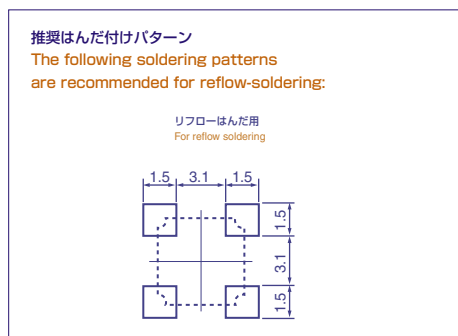 推奨はんだ付けパターン
The following soldering patterns
are recommended for reflow-soldering:
リフローはんだ用
For reflow soldering
1.5 3.1 1.5
1.5
3.1
1.5